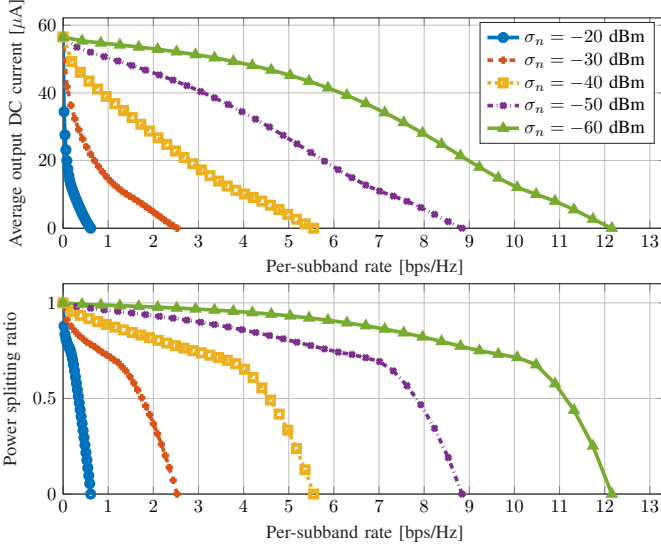 Average output DC current [μA]
60
40
20
0
0 1 2 3 4 5 6 7 8 9 10 11 12 13
Per-subband rate [bps/Hz]
σn = −20 dBm
σn = −30 dBm
σn = −40 dBm
σn = −50 dBm
σn = −60 dBm
Power splitting ratio
1
0.5
0
0 1 2 3 4 5 6 7 8 9 10 11 12 13
Per-subband rate [bps/Hz]